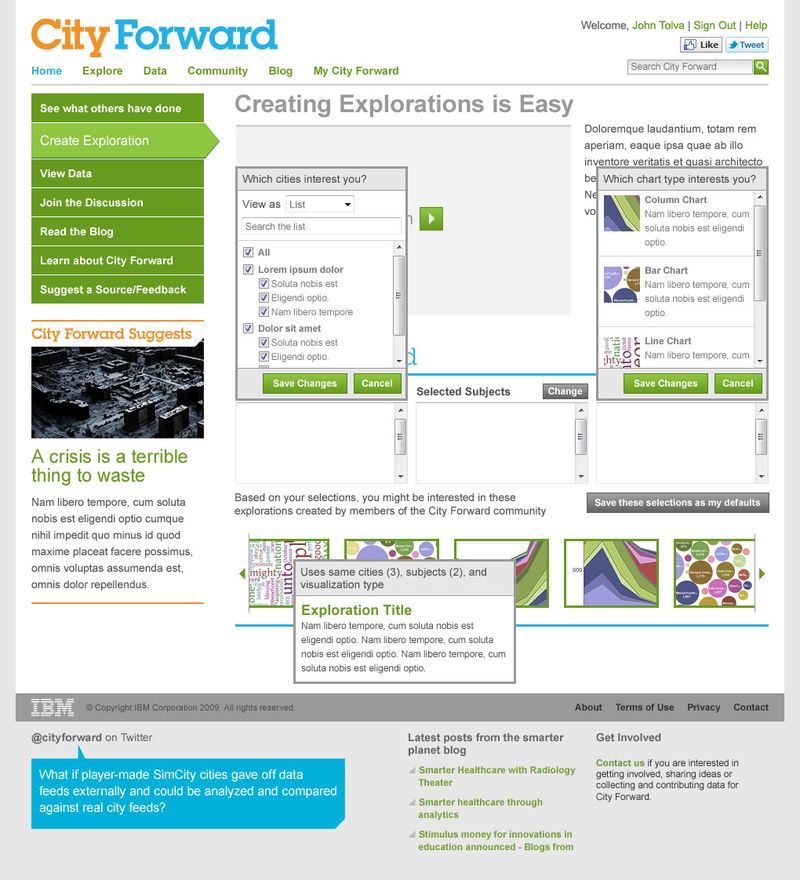 City Forward
Welcome, John Tolva | Sign Out | Help
Like
Tweet
Home Explore Data Community Blog My City Forward
Search City Forward
See what others have done
Create Exploration
View Data
Join the Discussion
Read the Blog
Learn about City Forward
Suggest a Source/Feedback
City Forward Suggests
A crisis is a terrible
thing to waste
Nam libero tempore, cum soluta
nobis est eligendi optio cumque
nihil impedit quo minus id quod
maxime placeat facere possimus,
omnis voluptas assumenda est,
omnis dolor repellendus.
Creating Explorations is Easy
Doloremque laudantium, totam rem
aperiam, eaque ipsa quae ab illo
inventore veritatis et quasi architecto
Which cities interest you?
View as List
Search the list
All
Lorem ipsum dolor
Soluta nobis est
Eligendi optio.
Nam libero tempore
Dolor sit amet
Soluta nobis est
Eligendi optio.
Save Changes Cancel
Selected Subjects
Change
Which chart type interests you?
Column Chart
Nam libero tempore, cum
soluta nobis est eligendi
optio.
Bar Chart
Nam libero tempore, cum
soluta nobis est eligendi
optio.
Line Chart
Nam libero tempore, cum
Save Changes Cancel
Based on your selections, you might be interested in these
explorations created by members of the City Forward community
Save these selections as my defaults
mighty
nation
500
Uses same cities (3), subjects (2), and
visualization type
Exploration Title
Nam libero tempore, cum soluta nobis est
eligendi optio. Nam libero tempore, cum soluta
nobis est eligendi optio. Nam libero tempore, cum
soluta nobis est eligendi optio.
IBM
© Copyright IBM Corporation 2009. All rights reserved.
About Terms of Use Privacy Contact
@cityforward on Twitter
What if player-made SimCity cities gave off data
feeds externally and could be analyzed and compared
against real city feeds?
Latest posts from the smarter
planet blog
Smarter Healthcare with Radiology
Theater
Smarter healthcare through
analytics
Stimulus money for innovations in
education announced - Blogs from
Get Involved
Contact us if you are interested in
getting involved, sharing ideas or
collecting and contributing data for
City Forward.